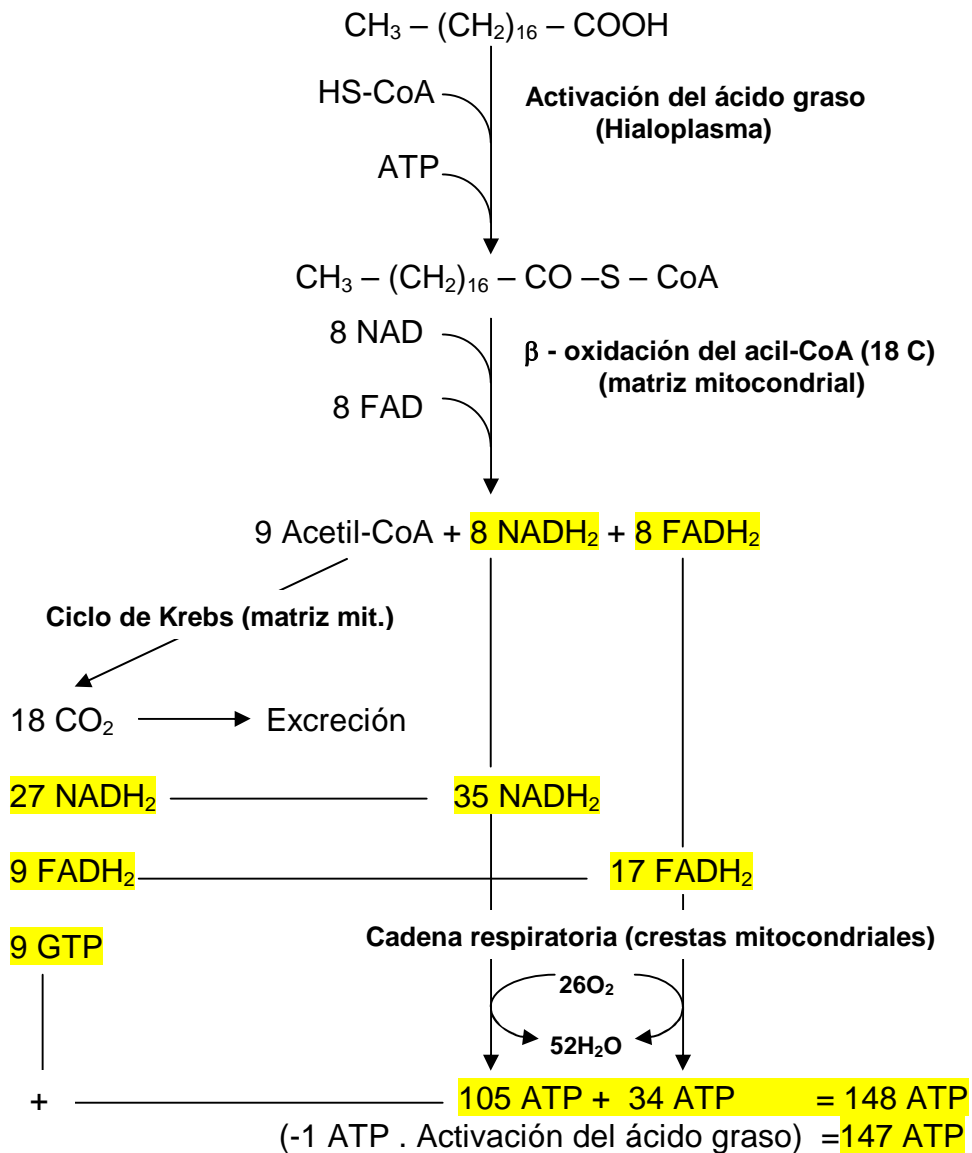 CH₃ – (CH₂)₁₆ – COOH
HS-CoA
Activación del ácido graso
(Hialoplasma)
ATP
CH₃ – (CH₂)₁₆ – CO –S – CoA
8 NAD
β - oxidación del acil-CoA (18 C)
(matriz mitocondrial)
8 FAD
9 Acetil-CoA + 8 NADH₂ + 8 FADH₂
Ciclo de Krebs (matriz mit.)
18 CO₂ Excreción
27 NADH₂ 35 NADH₂
9 FADH₂ 17 FADH₂
9 GTP
Cadena respiratoria (crestas mitocondriales)
26O₂
52H₂O
+ 105 ATP + 34 ATP = 148 ATP
(-1 ATP . Activación del ácido graso) =147 ATP